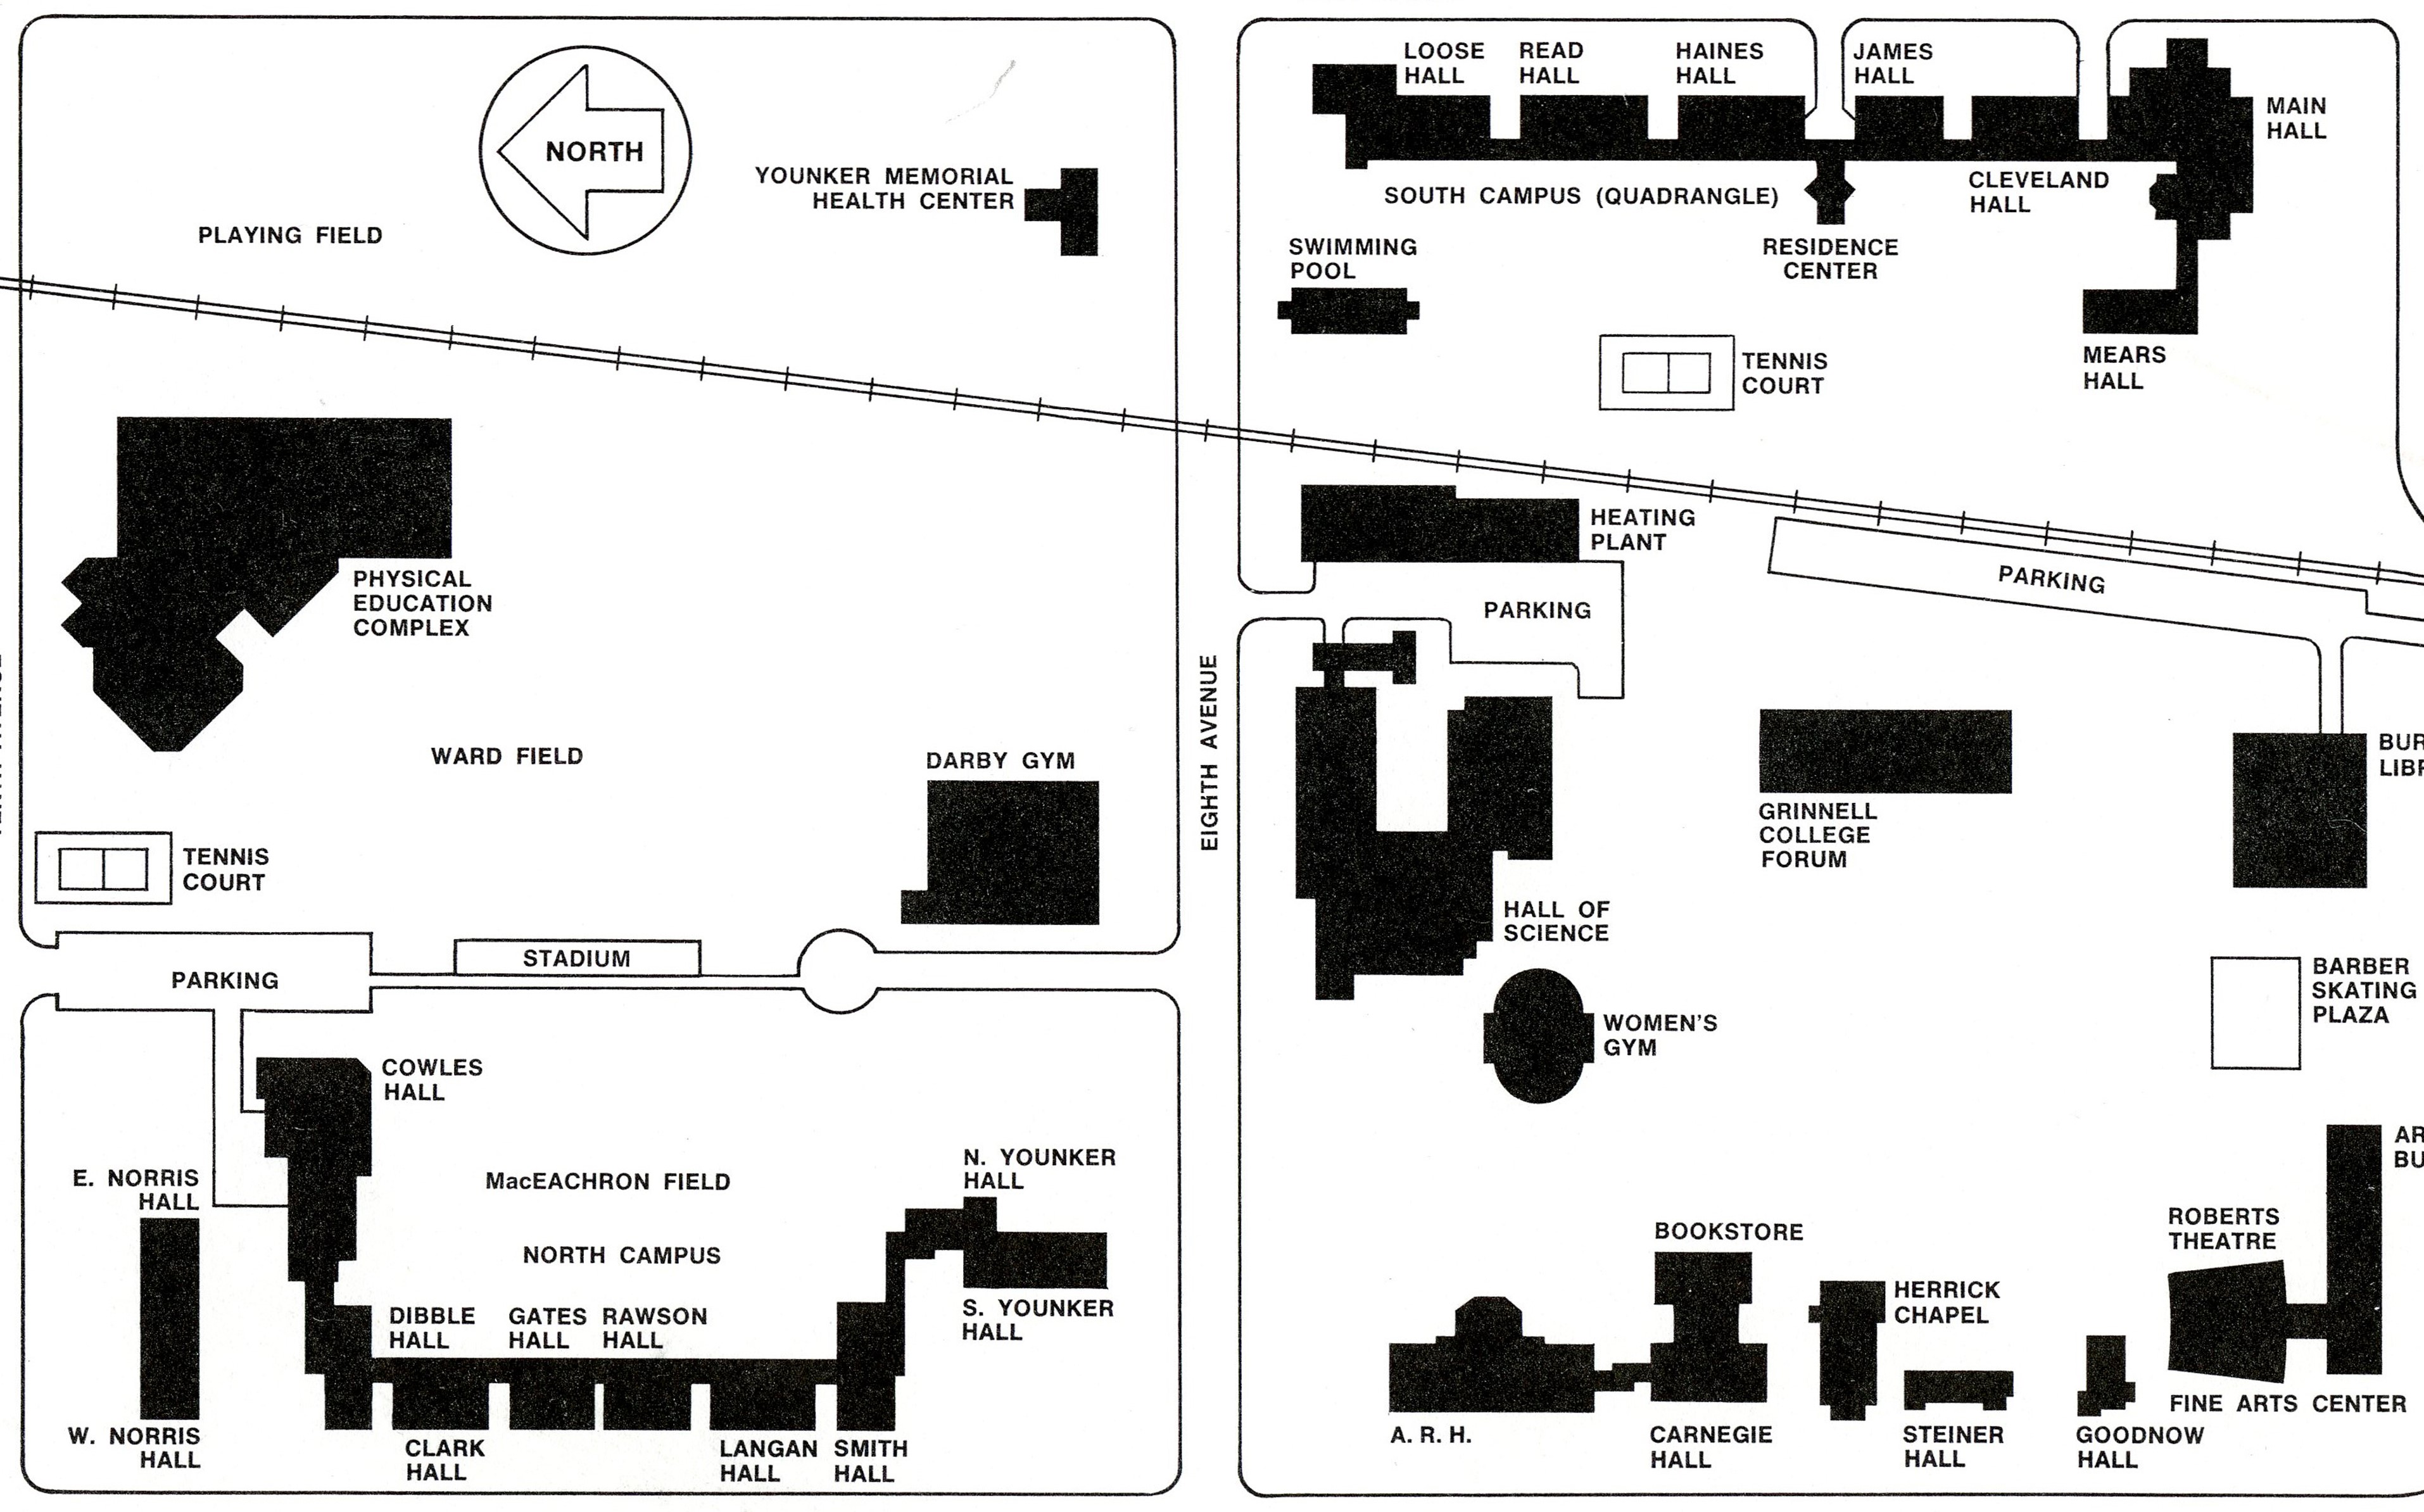 NORTH
YOUNKER MEMORIAL
HEALTH CENTER
PLAYING FIELD
PHYSICAL
EDUCATION
COMPLEX
WARD FIELD
DARBY GYM
TENNIS
COURT
STADIUM
PARKING
COWLES
HALL
E. NORRIS
HALL
MacEACHRON FIELD
N. YOUNKER
HALL
NORTH CAMPUS
DIBBLE
HALL
GATES
HALL
RAWSON
HALL
S. YOUNKER
HALL
W. NORRIS
HALL
CLARK
HALL
LANGAN
HALL
SMITH
HALL
EIGHTH AVENUE
LOOSE
HALL
READ
HALL
HAINES
HALL
JAMES
HALL
MAIN
HALL
SOUTH CAMPUS (QUADRANGLE)
CLEVELAND
HALL
SWIMMING
POOL
RESIDENCE
CENTER
TENNIS
COURT
MEARS
HALL
HEATING
PLANT
PARKING
PARKING
BUR
LIBR
GRINNELL
COLLEGE
FORUM
HALL OF
SCIENCE
BARBER
SKATING
PLAZA
WOMEN'S
GYM
AR
BU
ROBERTS
THEATRE
BOOKSTORE
HERRICK
CHAPEL
FINE ARTS CENTER
A. R. H.
CARNEGIE
HALL
STEINER
HALL
GOODNOW
HALL